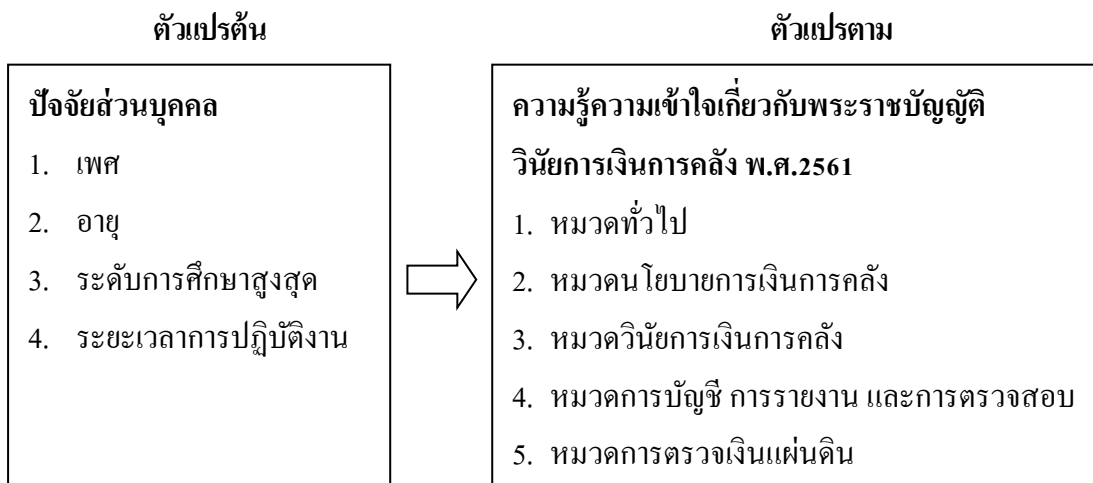 ตัวแปรต้น
ปัจจัยส่วนบุคคล
1. เพศ
2. อายุ
3. ระดับการศึกษาสูงสุด
4. ระยะเวลาการปฏิบัติงาน
ตัวแปรตาม
ความรู้ความเข้าใจเกี่ยวกับพระราชบัญญัติ
วินัยการเงินการคลัง พ.ศ.2561
1. หมวดทั่วไป
2. หมวดนโยบายการเงินการคลัง
3. หมวดวินัยการเงินการคลัง
4. หมวดการบัญชี การรายงาน และการตรวจสอบ
5. หมวดการตรวจเงินแผ่นดิน